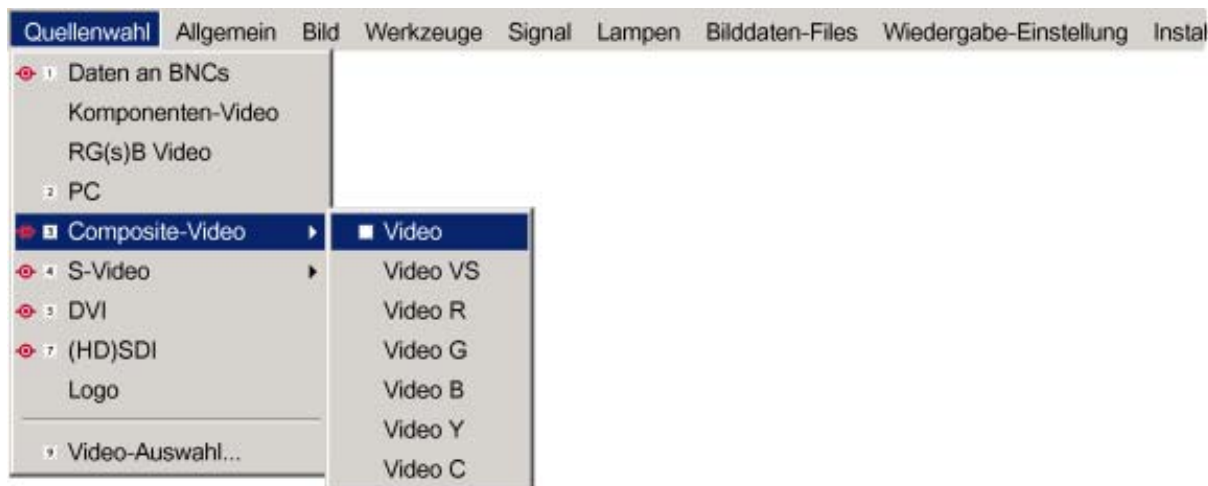 Quellenwahl Allgemein Bild Werkzeuge Signal Lampen Bilddaten-Files Wiedergabe-Einstellung Instal
1 Daten an BNCs
Komponenten-Video
RG(s)B Video
2 PC
3 Composite-Video
4 S-Video
5 DVI
7 (HD)SDI
Logo
9 Video-Auswahl...
Video
Video VS
Video R
Video G
Video B
Video Y
Video C